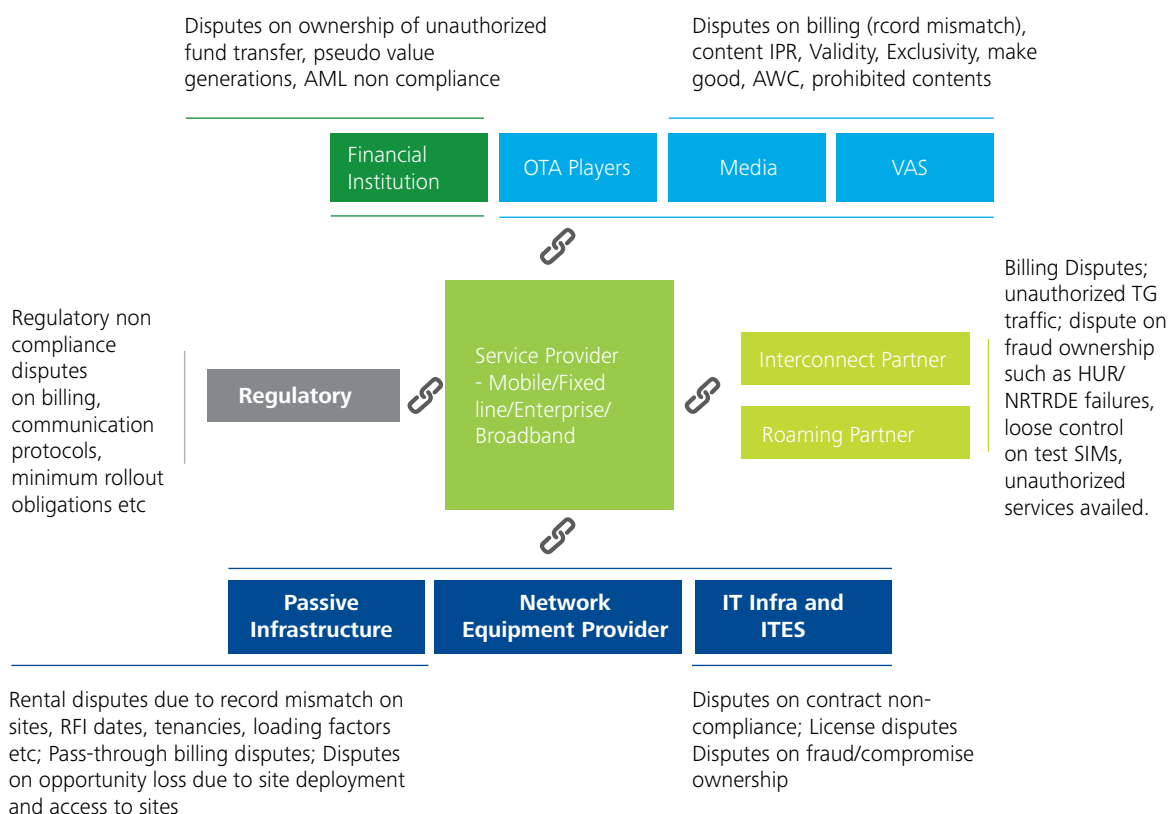 Disputes on ownership of unauthorized
fund transfer, pseudo value
generations, AML non compliance
Disputes on billing (rcord mismatch),
content IPR, Validity, Exclusivity, make
good, AWC, prohibited contents
Financial
Institution
OTA Players
Media
VAS
Regulatory non
compliance
disputes
on billing,
communication
protocols,
minimum rollout
obligations etc
Regulatory
Service Provider
- Mobile/Fixed
line/Enterprise/
Broadband
Interconnect Partner
Roaming Partner
Billing Disputes;
unauthorized TG
traffic; dispute on
fraud ownership
such as HUR/
NRTRDE failures,
loose control
on test SIMs,
unauthorized
services availed.
Passive
Infrastructure
Network
Equipment Provider
IT Infra and
ITES
Rental disputes due to record mismatch on
sites, RFI dates, tenancies, loading factors
etc; Pass-through billing disputes; Disputes
on opportunity loss due to site deployment
and access to sites
Disputes on contract non-
compliance; License disputes
Disputes on fraud/compromise
ownership